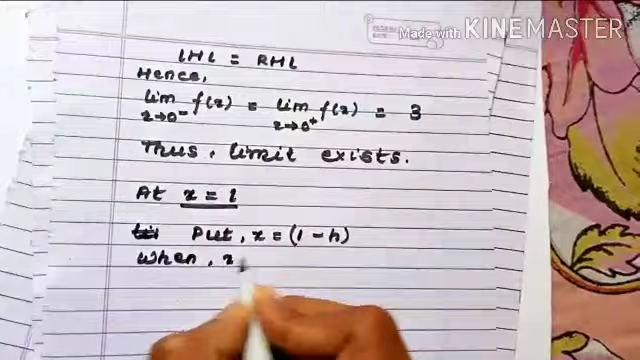 Made with KINEMASTER
LHL = RHL
Hence,
lim f(x) = lim f(x) = 3
x→0⁻ x→0⁺
Thus, limit exists.
At x = 1
Put, x = (1 - h)
When, x